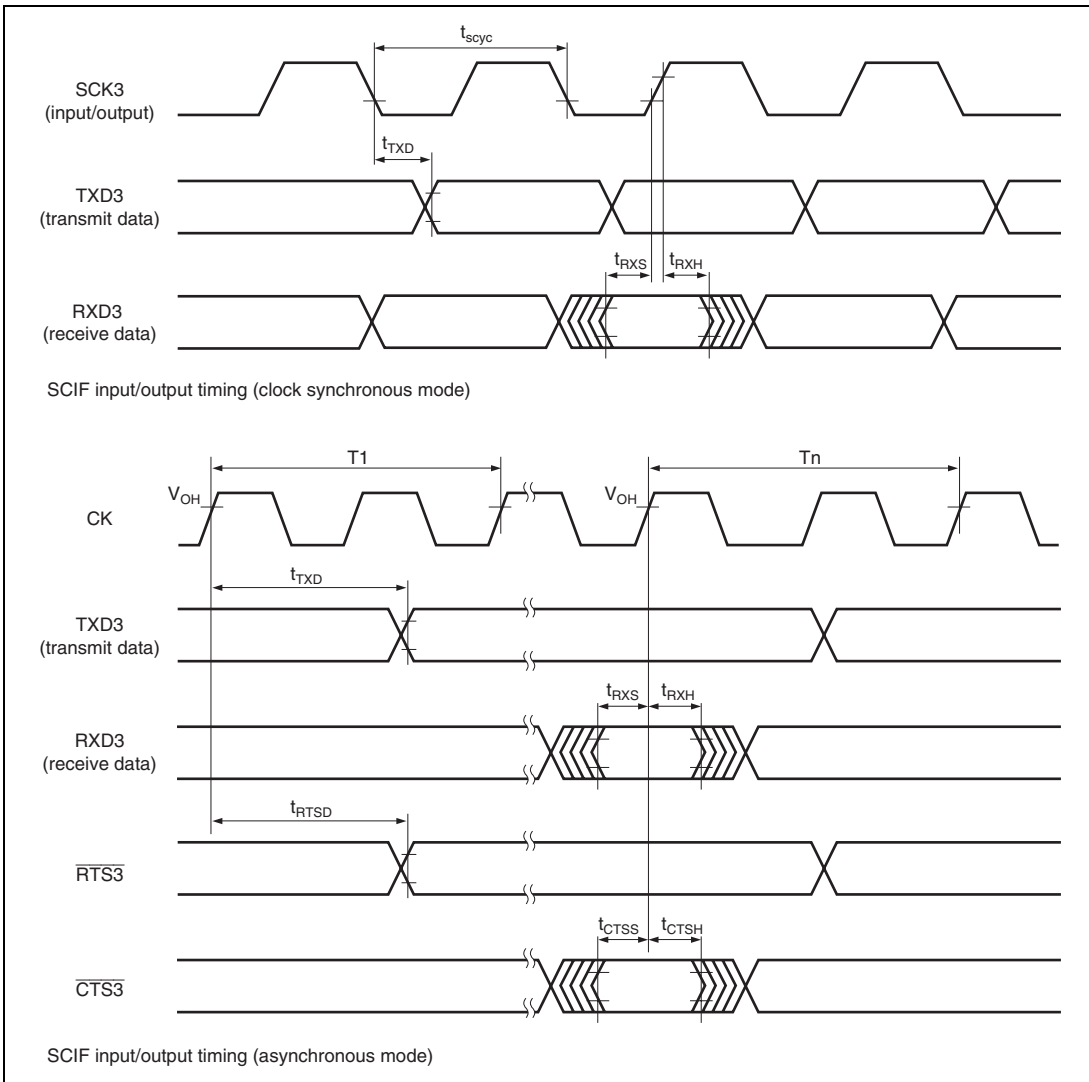 tscyc
SCK3
(input/output)
tTXD
TXD3
(transmit data)
tRXS tRXH
RXD3
(receive data)
SCIF input/output timing (clock synchronous mode)
T1 Tn
VOH VOH
CK
tTXD
TXD3
(transmit data)
tRXS tRXH
RXD3
(receive data)
tRTSD
RTS3
tCTSS tCTSH
CTS3
SCIF input/output timing (asynchronous mode)